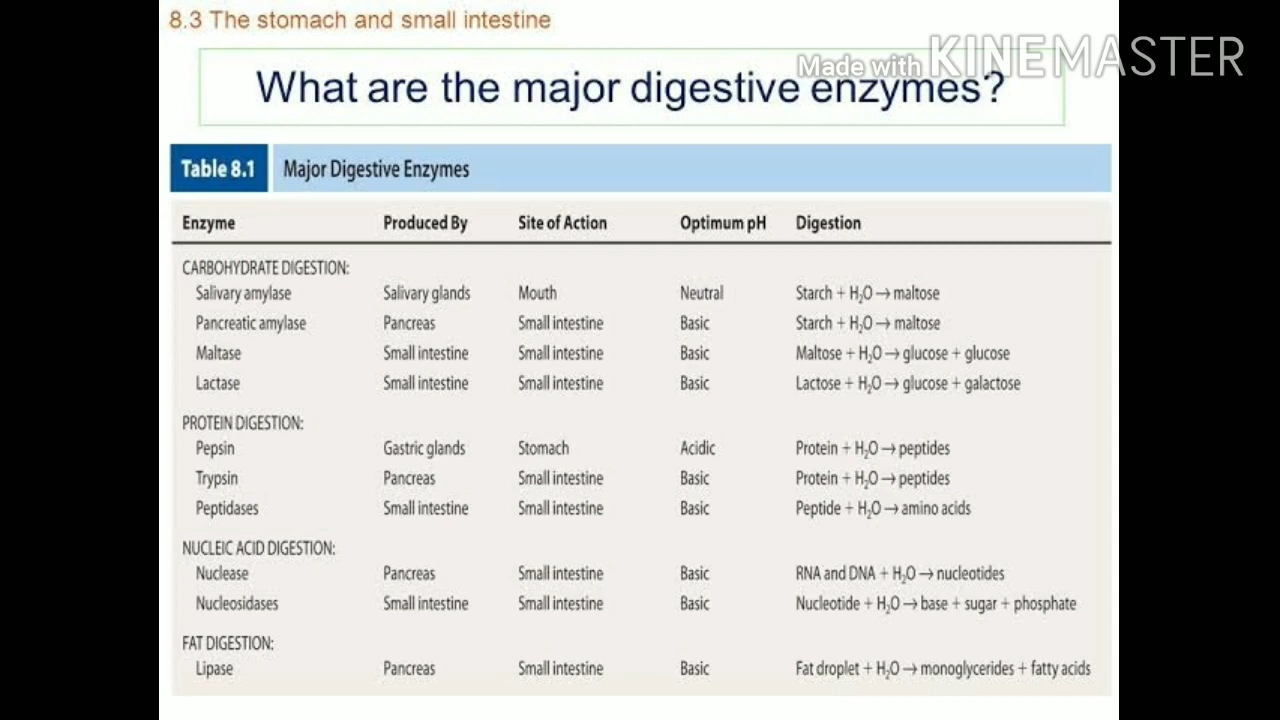 8.3 The stomach and small intestine
Made with KINEMASTER
What are the major digestive enzymes?
Table 8.1 Major Digestive Enzymes
Enzyme Produced By Site of Action Optimum pH Digestion
CARBOHYDRATE DIGESTION:
Salivary amylase Salivary glands Mouth Neutral Starch + H₂O → maltose
Pancreatic amylase Pancreas Small intestine Basic Starch + H₂O → maltose
Maltase Small intestine Small intestine Basic Maltose + H₂O → glucose + glucose
Lactase Small intestine Small intestine Basic Lactose + H₂O → glucose + galactose
PROTEIN DIGESTION:
Pepsin Gastric glands Stomach Acidic Protein + H₂O → peptides
Trypsin Pancreas Small intestine Basic Protein + H₂O → peptides
Peptidases Small intestine Small intestine Basic Peptide + H₂O → amino acids
NUCLEIC ACID DIGESTION:
Nuclease Pancreas Small intestine Basic RNA and DNA + H₂O → nucleotides
Nucleosidases Small intestine Small intestine Basic Nucleotide + H₂O → base + sugar + phosphate
FAT DIGESTION:
Lipase Pancreas Small intestine Basic Fat droplet + H₂O → monoglycerides + fatty acids